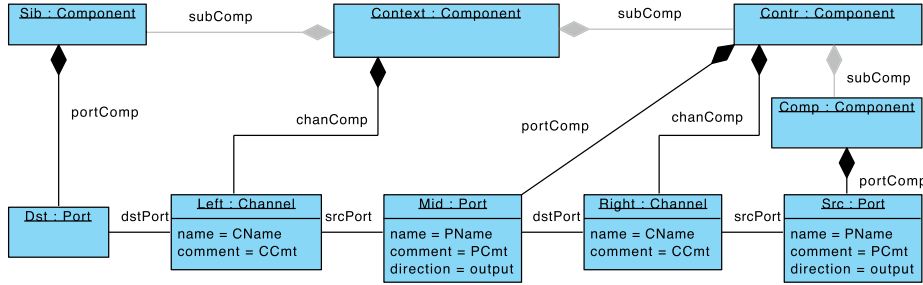 Sib : Component
subComp
Context : Component
subComp
Contr : Component
subComp
Comp : Component
portComp
chanComp
portComp
chanComp
portComp
Dst : Port
dstPort
Left : Channel
name = CName
comment = CCmt
srcPort
Mid : Port
name = PName
comment = PCmt
direction = output
dstPort
Right : Channel
name = CName
comment = CCmt
srcPort
Src : Port
name = PName
comment = PCmt
direction = output